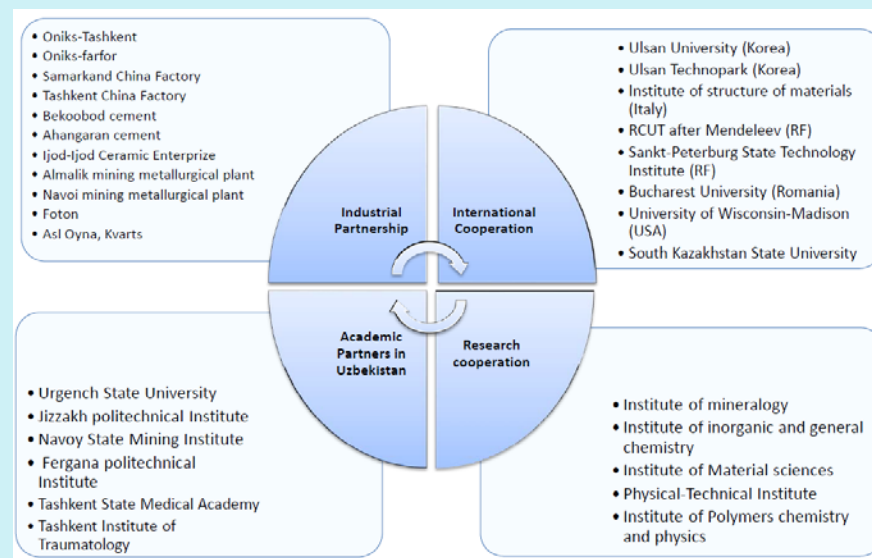 • Oniks-Tashkent
• Oniks-farfor
• Samarkand China Factory
• Tashkent China Factory
• Bekoobod cement
• Ahangaran cement
• Ijod-Ijod Ceramic Enterprize
• Almalik mining metallurgical plant
• Navoi mining metallurgical plant
• Foton
• Asl Oyna, Kvarts
• Ulsan University (Korea)
• Ulsan Technopark (Korea)
• Institute of structure of materials
(Italy)
• RCUT after Mendeleev (RF)
• Sankt-Peterburg State Technology
Institute (RF)
• Bucharest University (Romania)
• University of Wisconsin-Madison
(USA)
• South Kazakhstan State University
Industrial
Partnership
International
Cooperation
Academic
Partners in
Uzbekistan
Research
cooperation
• Urgench State University
• Jizzakh politechnical Institute
• Navoy State Mining Institute
• Fergana politechnical
Institute
• Tashkent State Medical Academy
• Tashkent Institute of
Traumatology
• Institute of mineralogy
• Institute of inorganic and general
chemistry
• Institute of Material sciences
• Physical-Technical Institute
• Institute of Polymers chemistry
and physics